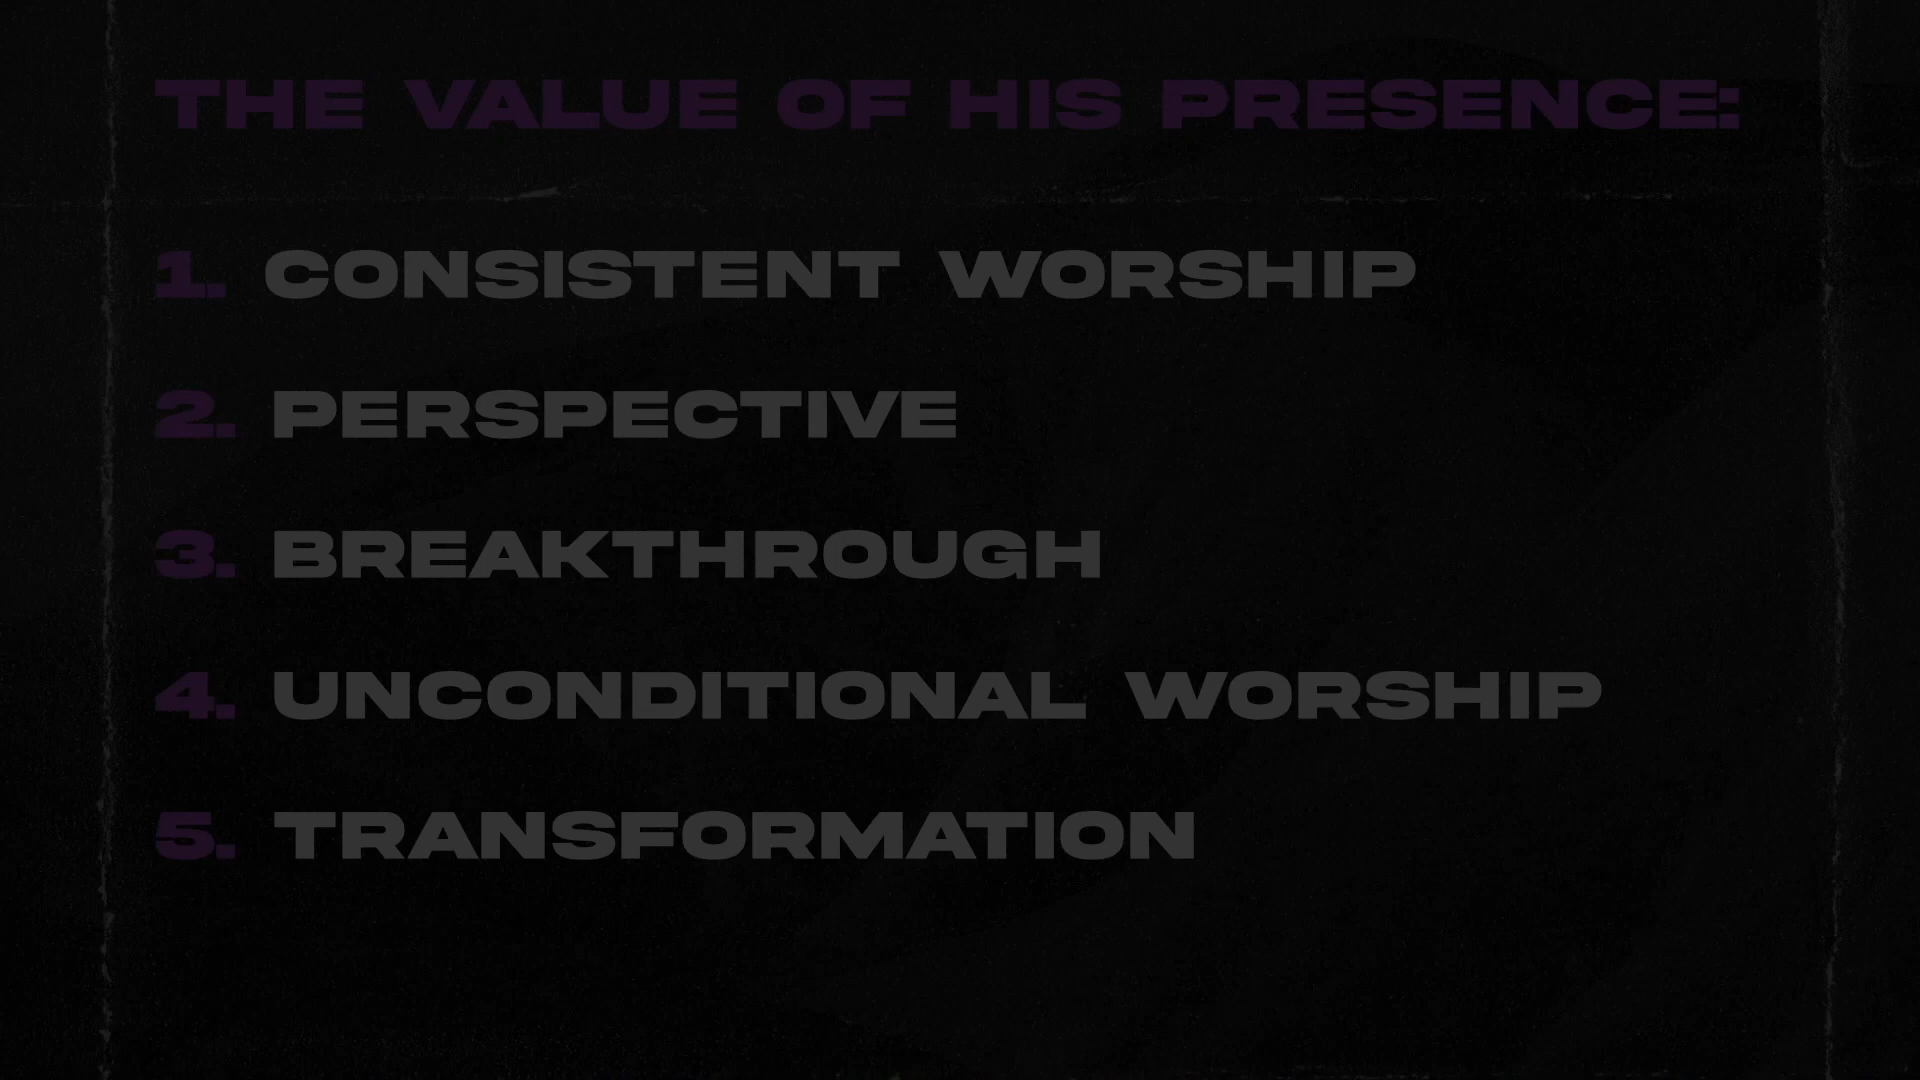 THE VALUE OF HIS PRESENCE:
1. CONSISTENT WORSHIP
2. PERSPECTIVE
3. BREAKTHROUGH
4. UNCONDITIONAL WORSHIP
5. TRANSFORMATION